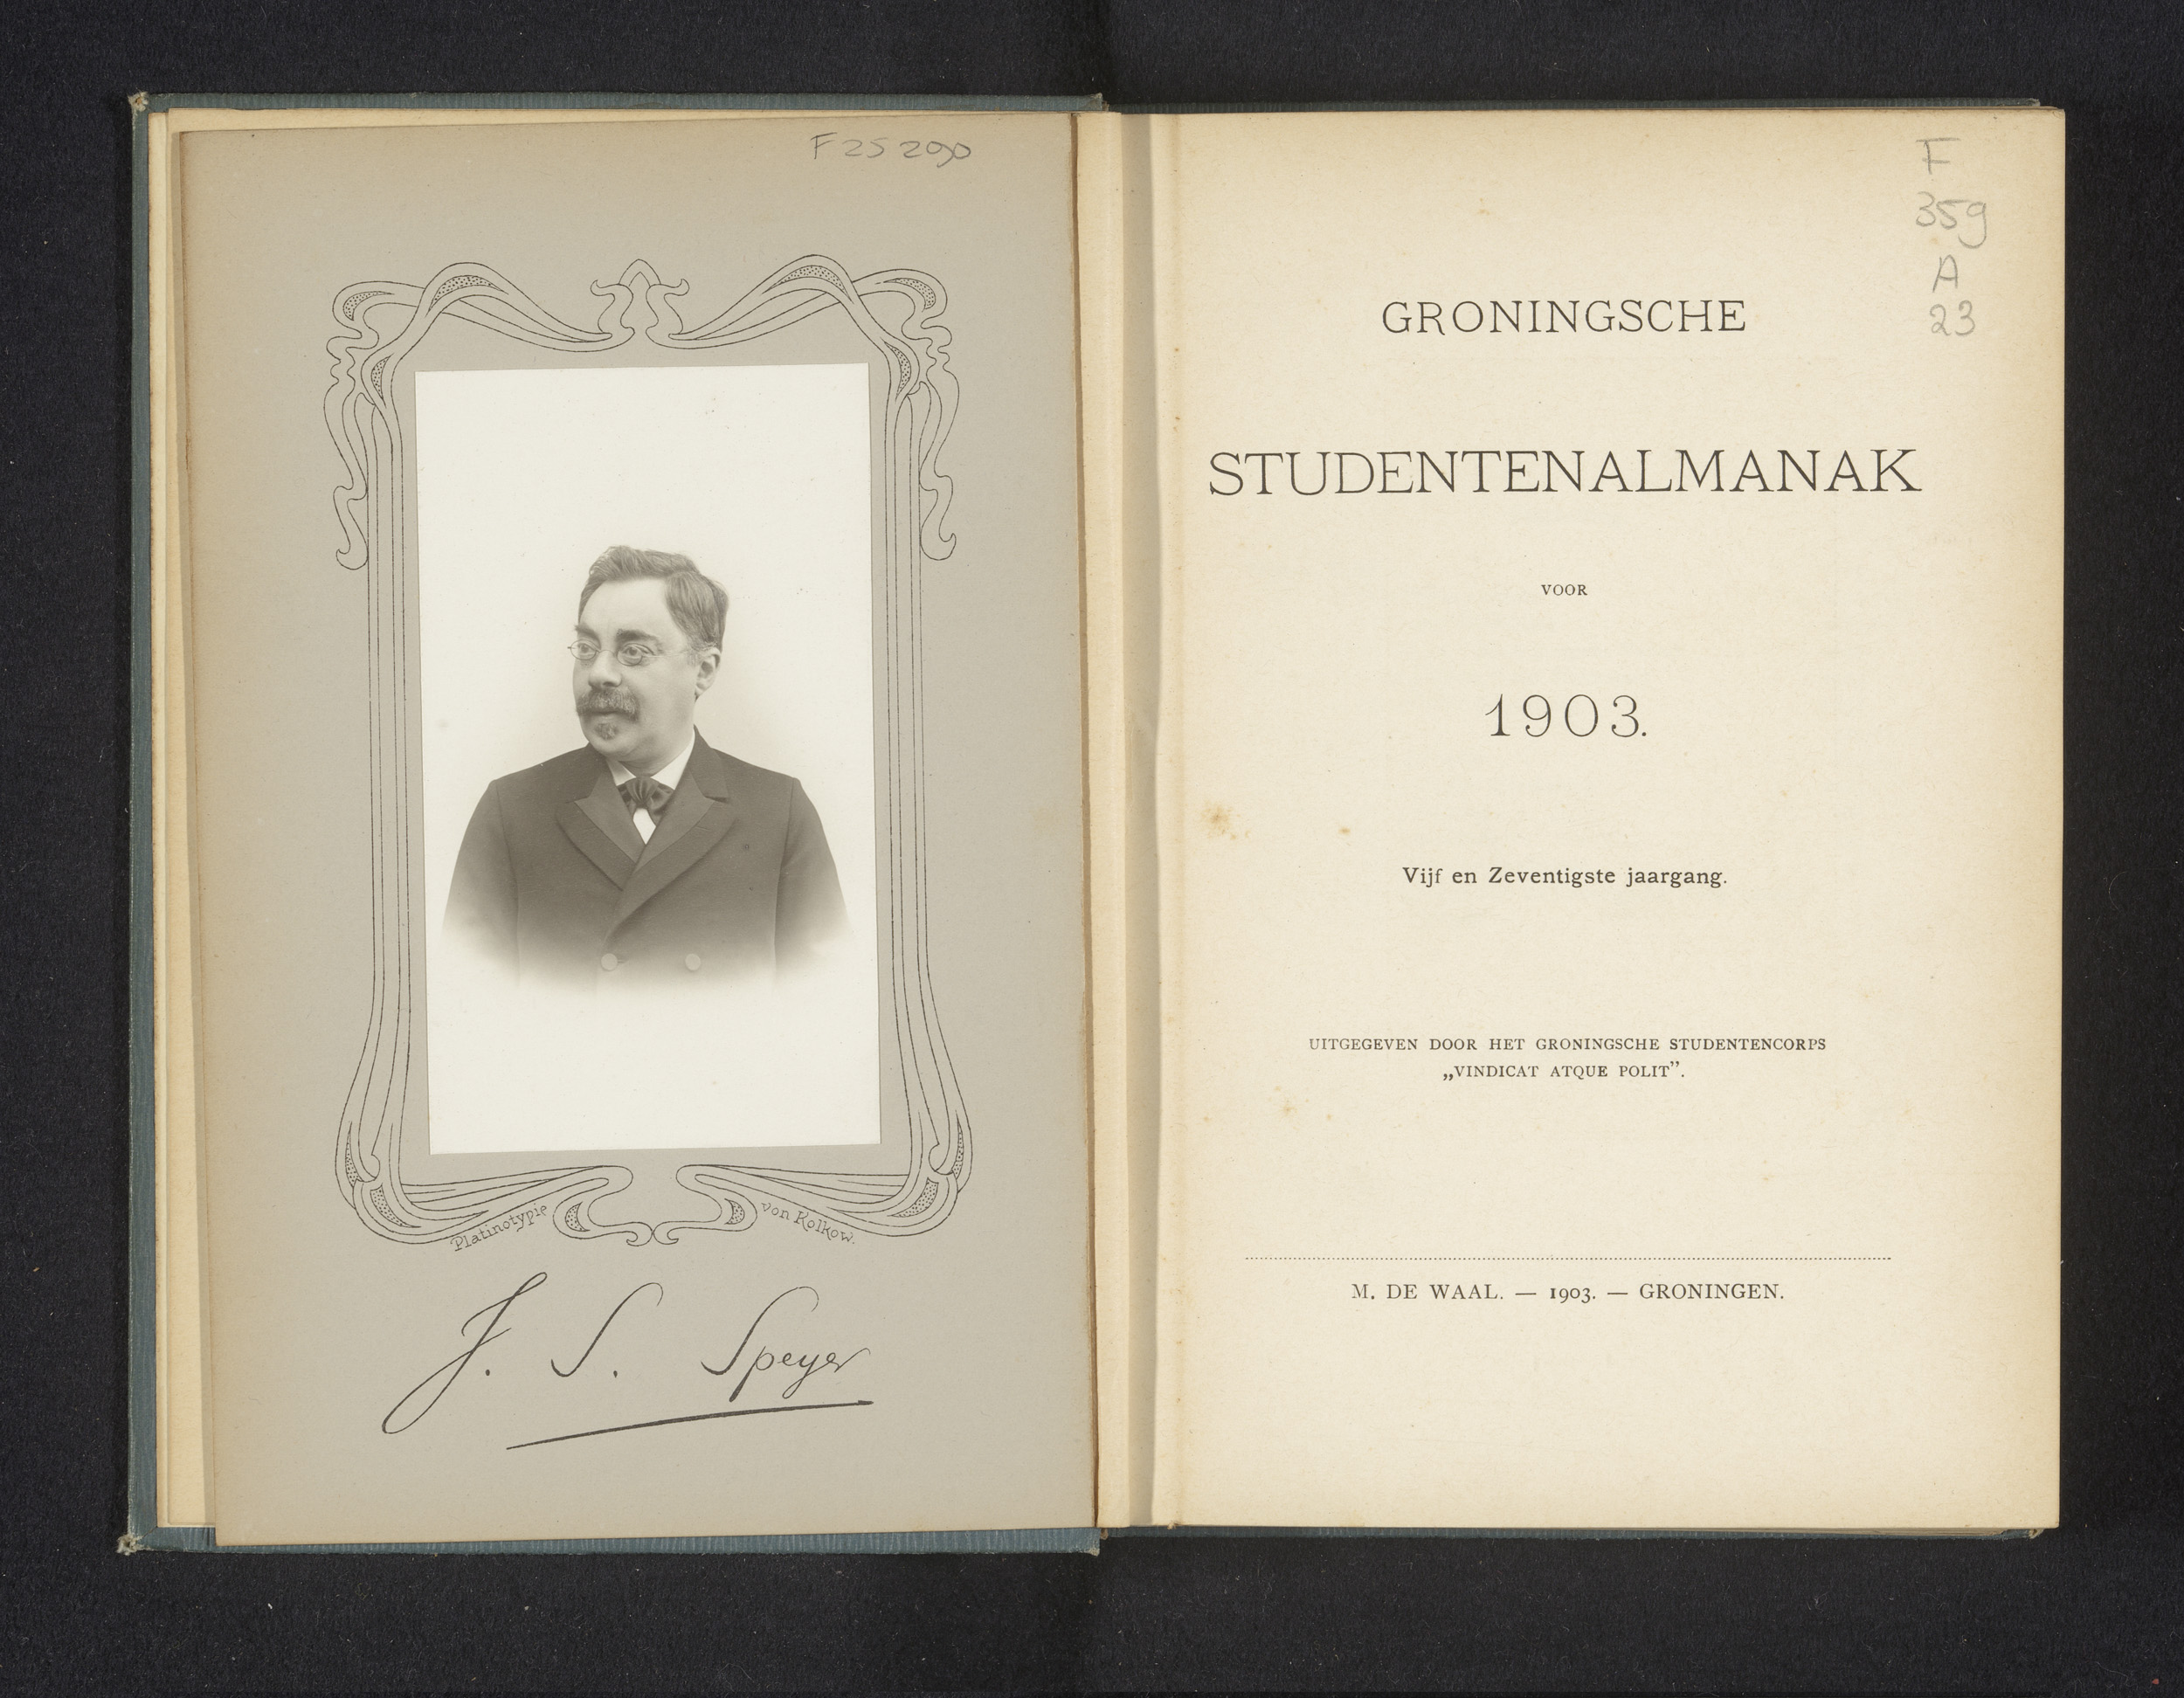 F 25290
Platinotypie von Kolkow.
J. S. Speyer
F
359
A
23
GRONINGSCHE
STUDENTENALMANAK
VOOR
1903.
Vijf en Zeventigste jaargang.
UITGEGEVEN DOOR HET GRONINGSCHE STUDENTENCORPS
„VINDICAT ATQUE POLIT”.
M. DE WAAL. — 1903. — GRONINGEN.